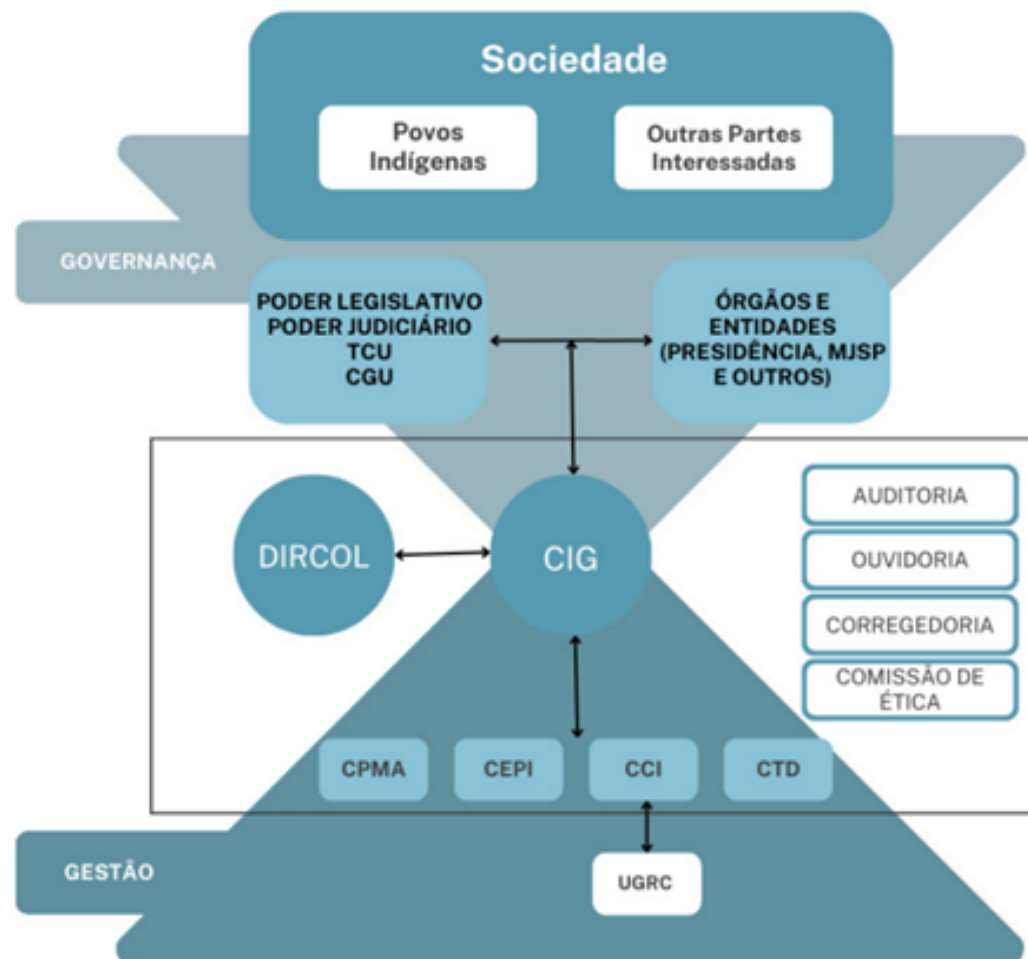 Sociedade
Povos
Indígenas
Outras Partes
Interessadas
GOVERNANÇA
PODER LEGISLATIVO
PODER JUDICIÁRIO
TCU
CGU
ÓRGÃOS E
ENTIDADES
(PRESIDÊNCIA, MJSP
E OUTROS)
DIRCOL
CIG
AUDITORIA
OUVIDORIA
CORREGEDORIA
COMISSÃO DE
ÉTICA
CPMA
CEPI
CCI
CTD
GESTÃO
UGRC